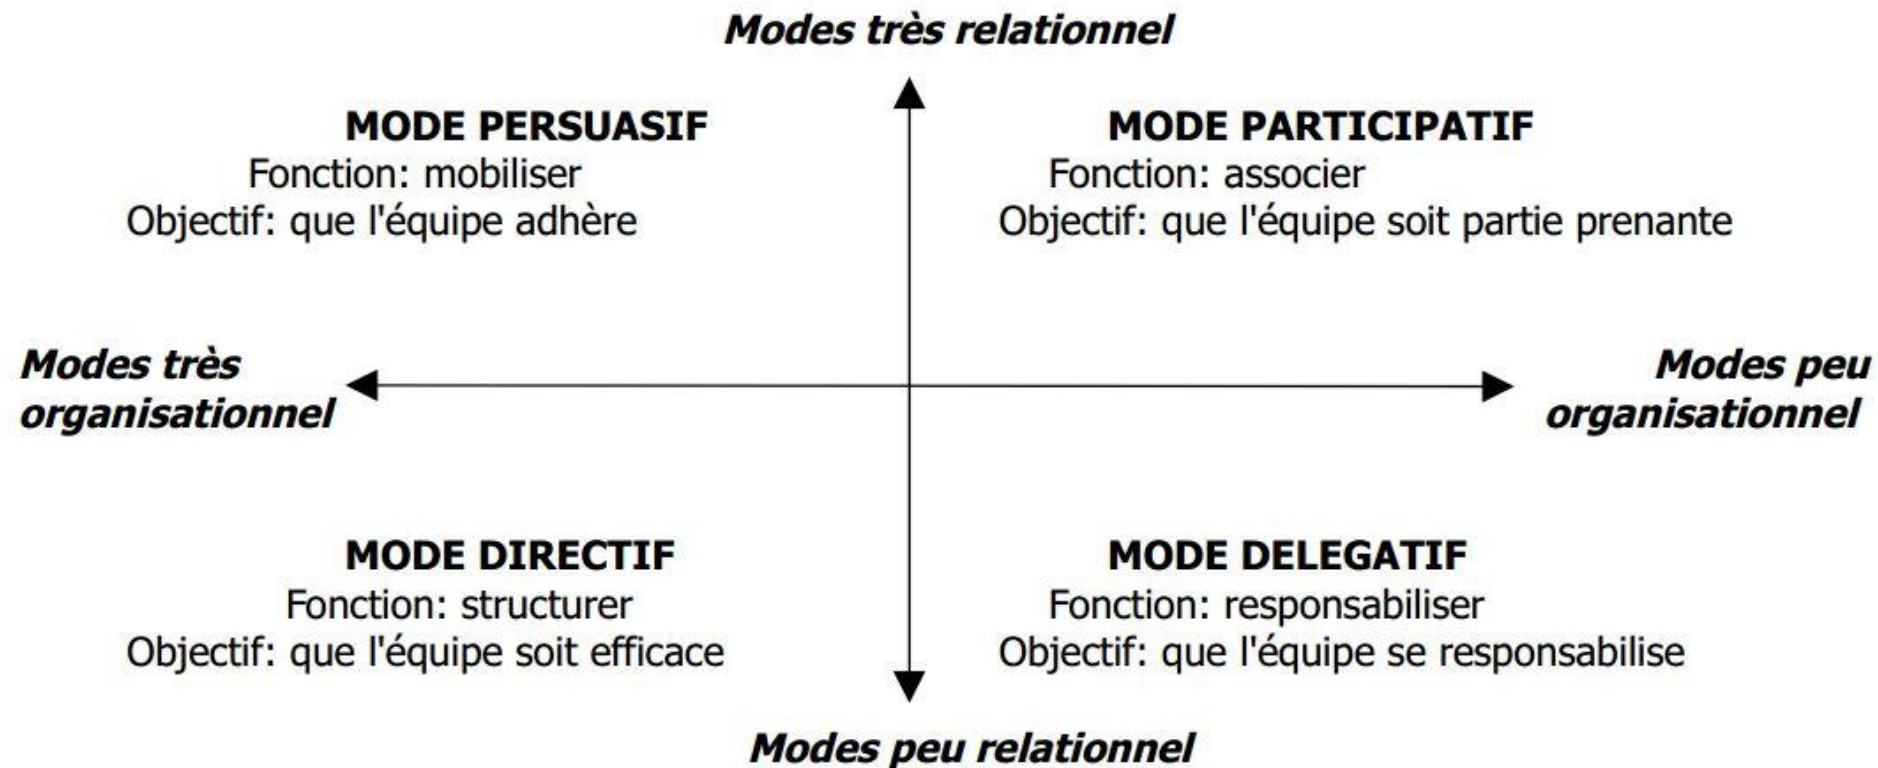 Modes très relationnel
MODE PERSUASIF
Fonction: mobiliser
Objectif: que l'équipe adhère
MODE PARTICIPATIF
Fonction: associer
Objectif: que l'équipe soit partie prenante
Modes très
organisationnel
Modes peu
organisationnel
MODE DIRECTIF
Fonction: structurer
Objectif: que l'équipe soit efficace
MODE DELEGATIF
Fonction: responsabiliser
Objectif: que l'équipe se responsabilise
Modes peu relationnel